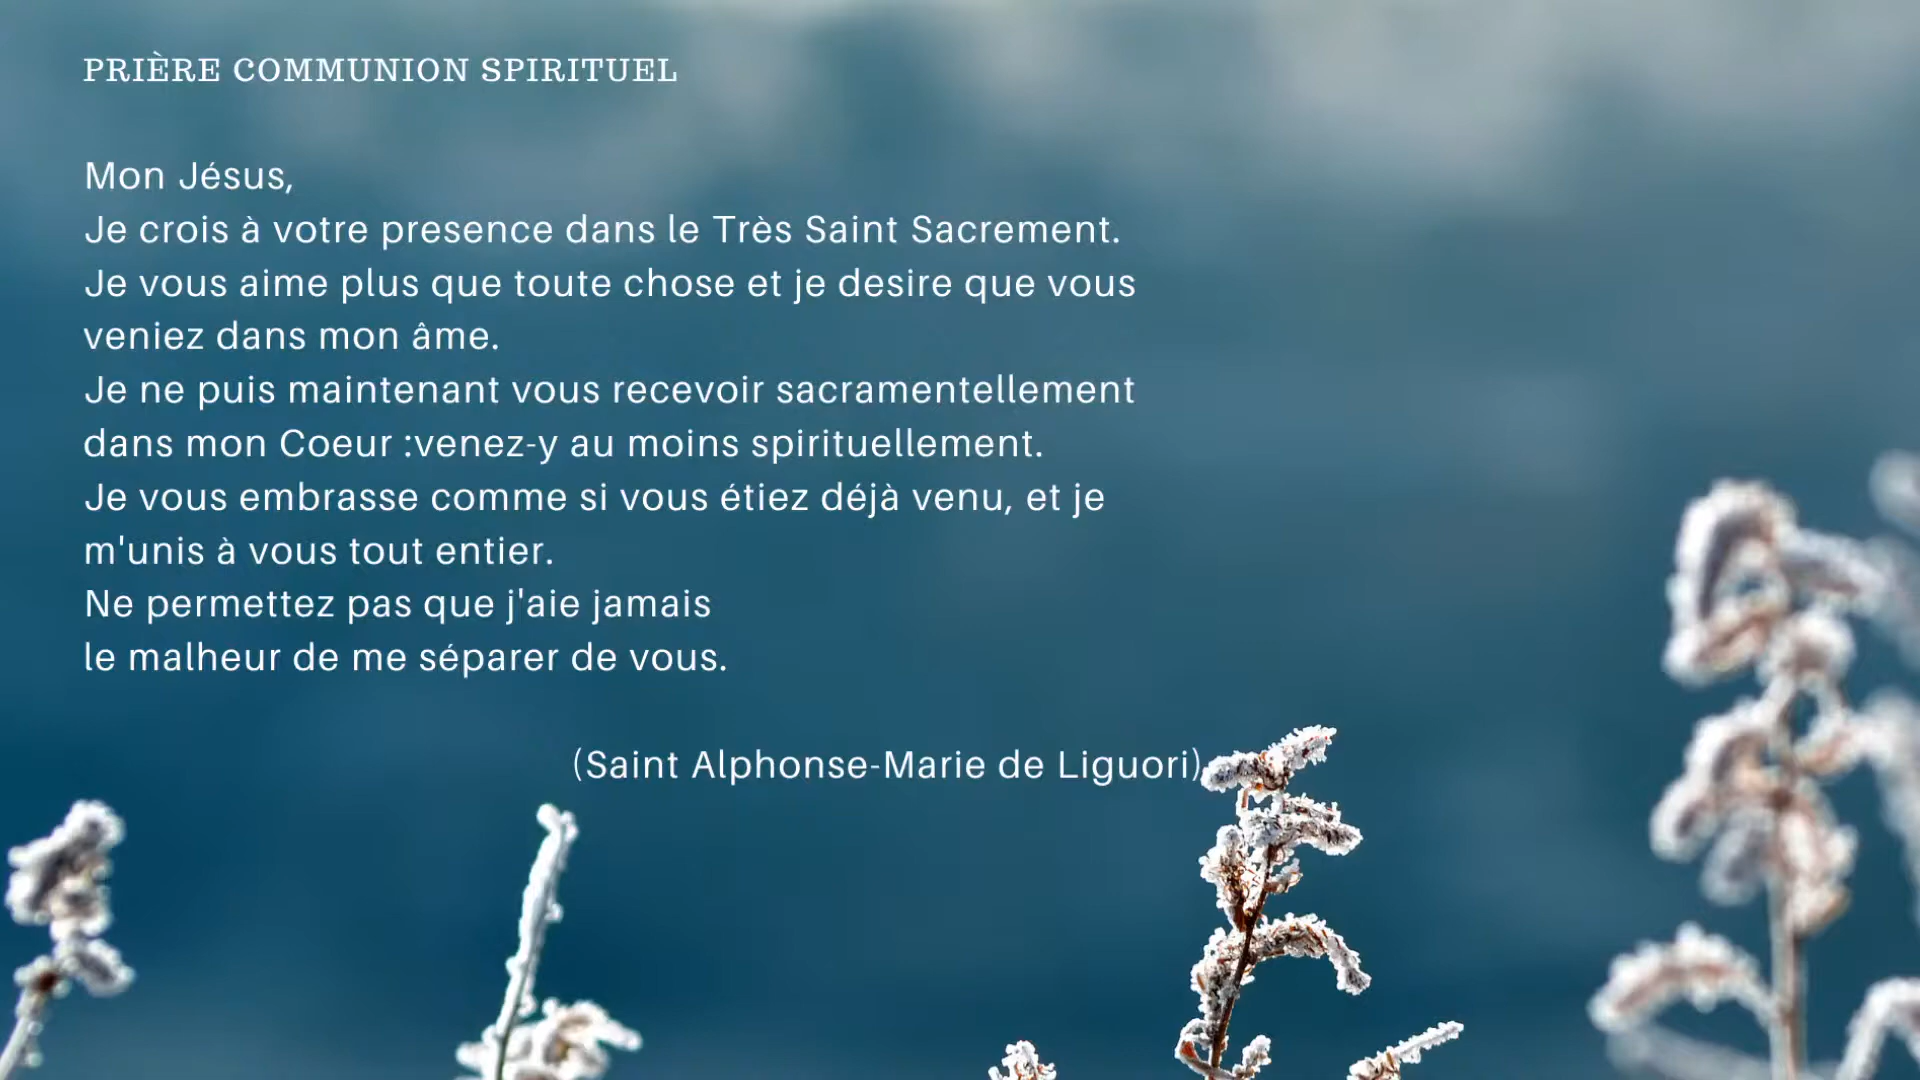 PRIÈRE COMMUNION SPIRITUEL
Mon Jésus,
Je crois à votre presence dans le Très Saint Sacrement.
Je vous aime plus que toute chose et je desire que vous
veniez dans mon âme.
Je ne puis maintenant vous recevoir sacramentellement
dans mon Coeur :venez-y au moins spirituellement.
Je vous embrasse comme si vous étiez déjà venu, et je
m'unis à vous tout entier.
Ne permettez pas que j'aie jamais
le malheur de me séparer de vous.
(Saint Alphonse-Marie de Liguori)